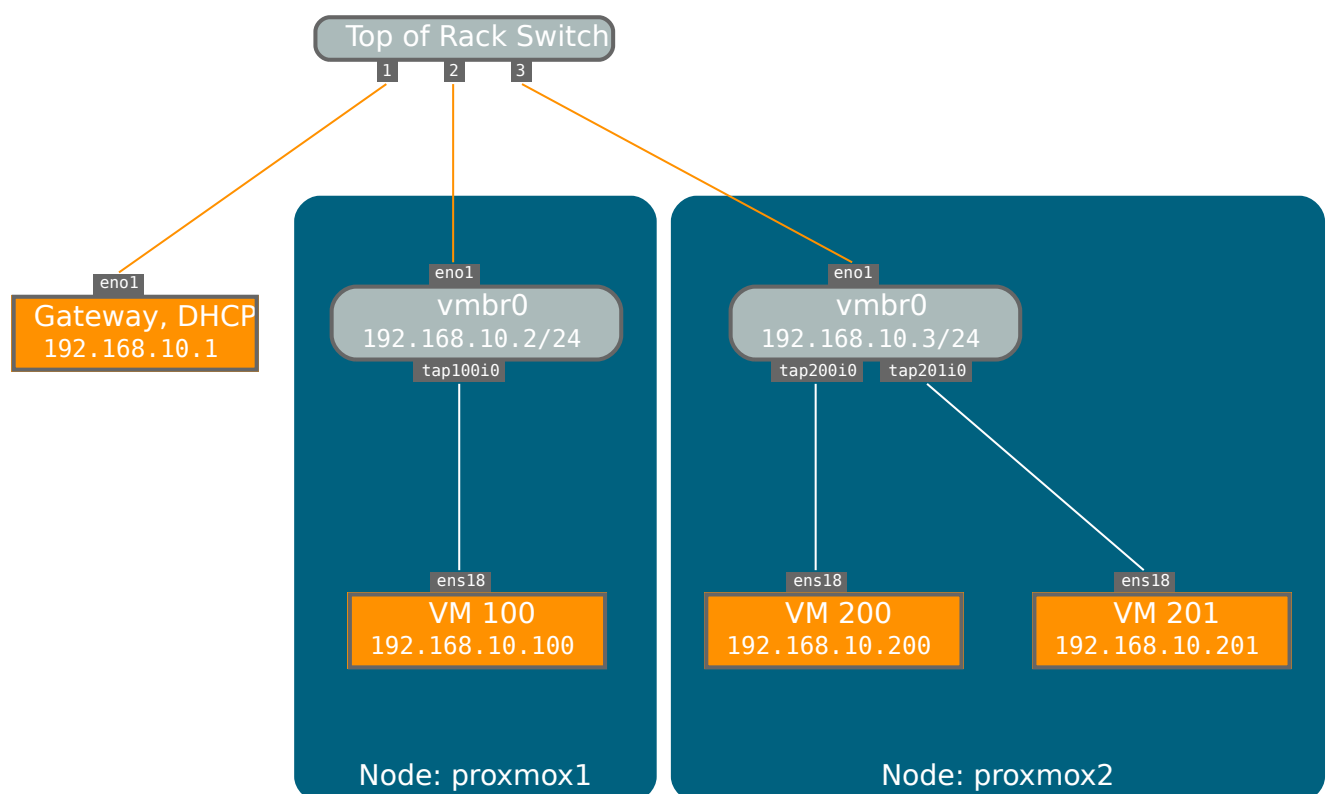 Top of Rack Switch
1
2
3
eno1
Gateway, DHCP
192.168.10.1
eno1
vmbr0
192.168.10.2/24
tap100i0
ens18
VM 100
192.168.10.100
Node: proxmox1
eno1
vmbr0
192.168.10.3/24
tap200i0
tap201i0
ens18
VM 200
192.168.10.200
ens18
VM 201
192.168.10.201
Node: proxmox2